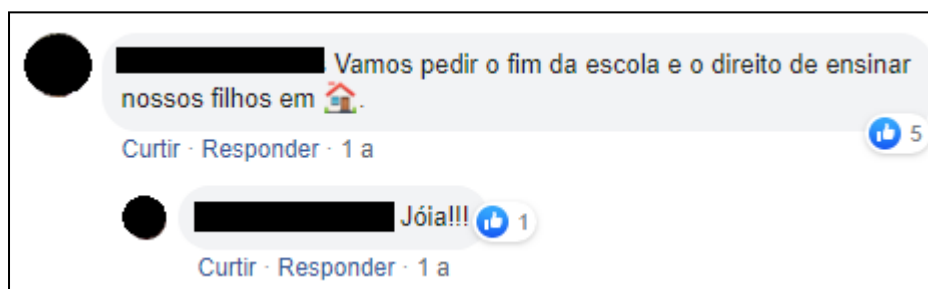 Vamos pedir o fim da escola e o direito de ensinar
nossos filhos em 🏠.
5
Curtir · Responder · 1 a
Jóia!!! 1
Curtir · Responder · 1 a